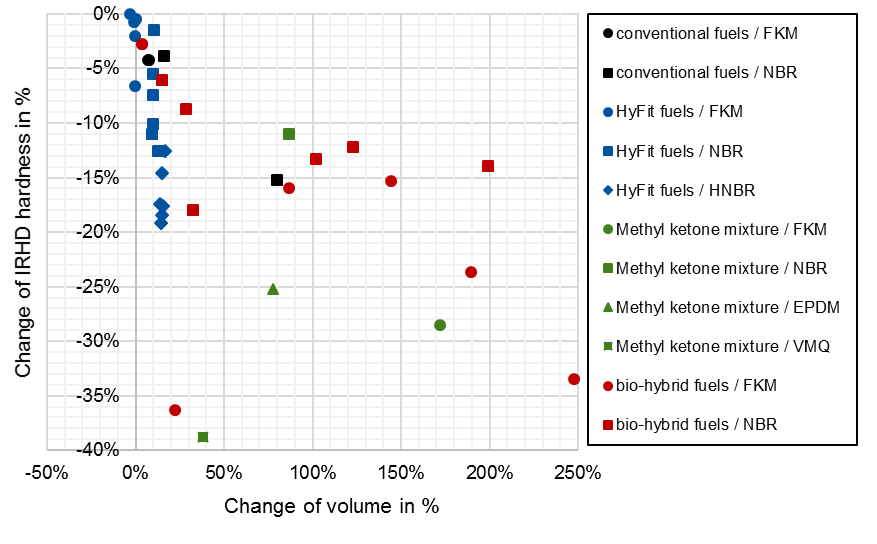 0%
-5%
-10%
-15%
-20%
-25%
-30%
-35%
-40%
Change of IRHD hardness in %
-50%
0%
50%
100%
150%
200%
250%
Change of volume in %
conventional fuels / FKM
conventional fuels / NBR
HyFit fuels / FKM
HyFit fuels / NBR
HyFit fuels / HNBR
Methyl ketone mixture / FKM
Methyl ketone mixture / NBR
Methyl ketone mixture / EPDM
Methyl ketone mixture / VMQ
bio-hybrid fuels / FKM
bio-hybrid fuels / NBR